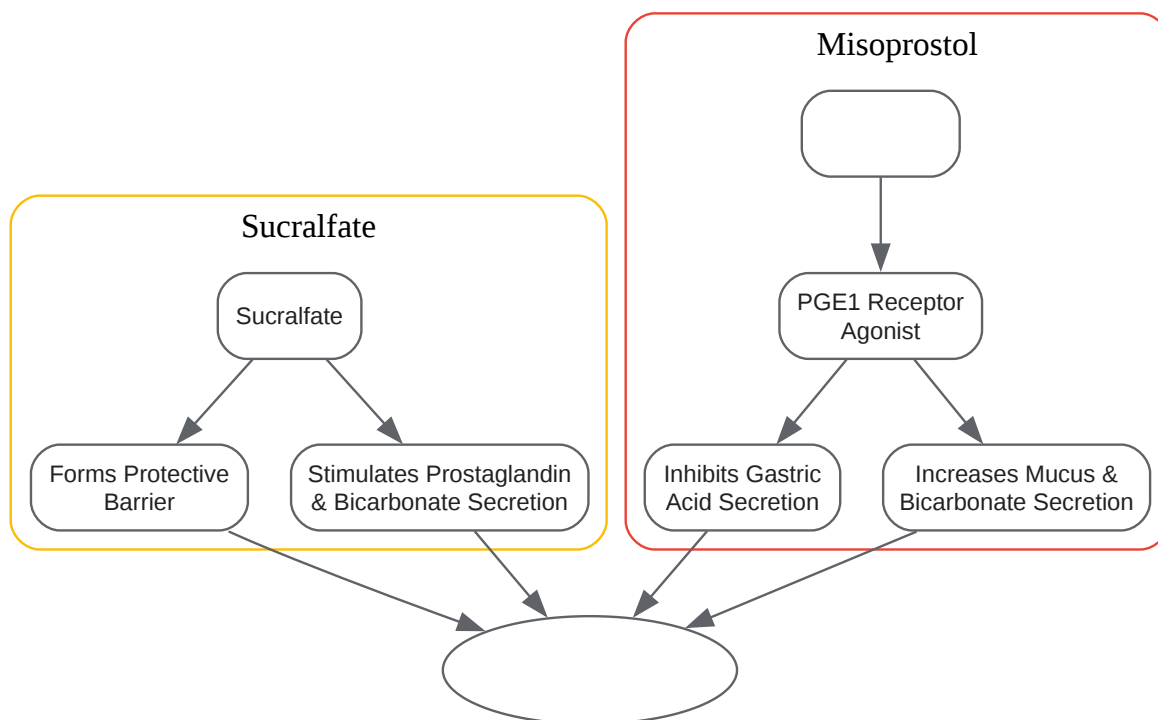 Misoprostol
Sucralfate
Sucralfate
PGE1 Receptor
Agonist
Forms Protective
Barrier
Stimulates Prostaglandin
& Bicarbonate Secretion
Inhibits Gastric
Acid Secretion
Increases Mucus &
Bicarbonate Secretion